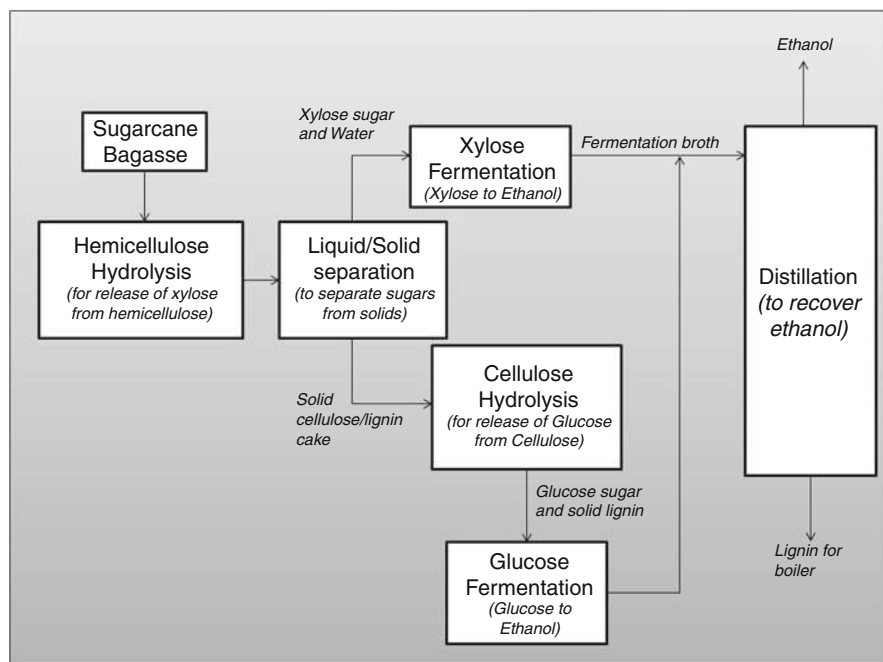 Sugarcane
Bagasse
Hemicellulose
Hydrolysis
(for release of xylose
from hemicellulose)
Liquid/Solid
separation
(to separate sugars
from solids)
Xylose sugar
and Water
Xylose
Fermentation
(Xylose to Ethanol)
Fermentation broth
Solid
cellulose/lignin
cake
Cellulose
Hydrolysis
(for release of Glucose
from Cellulose)
Glucose sugar
and solid lignin
Glucose
Fermentation
(Glucose to
Ethanol)
Ethanol
Distillation
(to recover
ethanol)
Lignin for
boiler